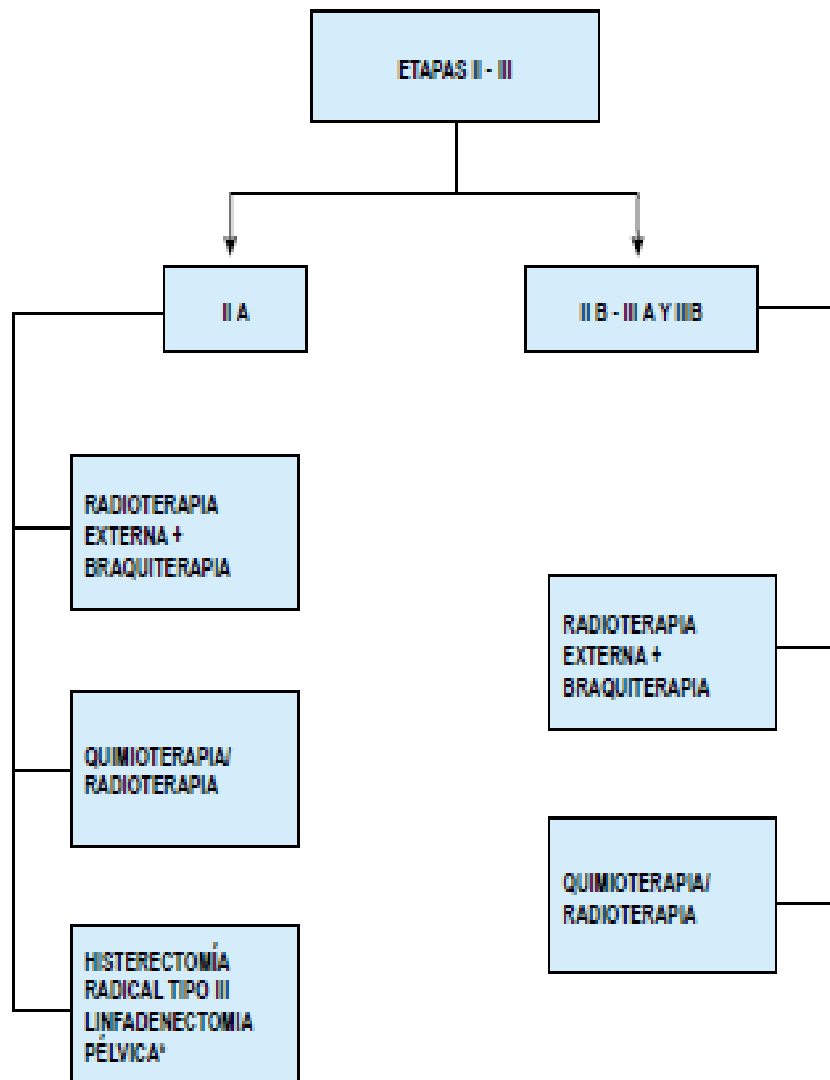 ETAPAS II - III
II A
II B - III A Y IIIB
RADIOTERAPIA
EXTERNA +
BRAQUITERAPIA
QUIMIOTERAPIA/
RADIOTERAPIA
HISTERECTOMÍA
RADICAL TIPO III
LINFADENECTOMIA
PÉLVICA*
RADIOTERAPIA
EXTERNA +
BRAQUITERAPIA
QUIMIOTERAPIA/
RADIOTERAPIA